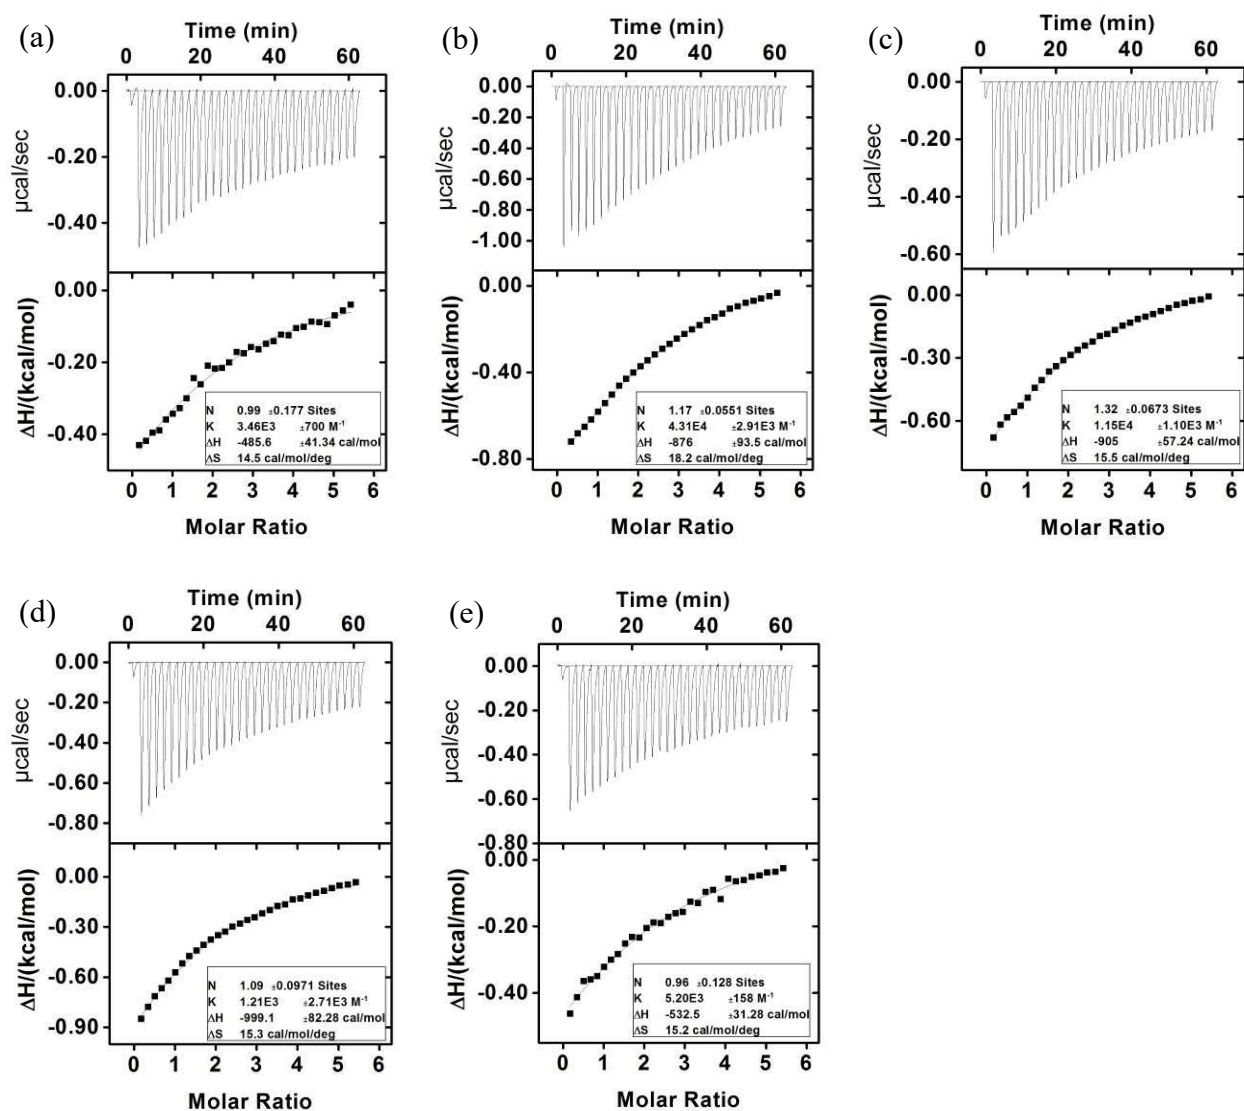 (a)
Time (min)
0 20 40 60
0.00
-0.20
-0.40
µcal/sec
0.00
-0.20
-0.40
ΔH/(kcal/mol)
N 0.99 ±0.177 Sites
K 3.46E3 ±700 M⁻¹
ΔH -485.6 ±41.34 cal/mol
ΔS 14.5 cal/mol/deg
0 1 2 3 4 5 6
Molar Ratio
(b)
Time (min)
0 20 40 60
0.00
-0.20
-0.40
-0.60
-0.80
-1.00
µcal/sec
0.00
-0.40
-0.80
ΔH/(kcal/mol)
N 1.17 ±0.0551 Sites
K 4.31E4 ±2.91E3 M⁻¹
ΔH -876 ±93.5 cal/mol
ΔS 18.2 cal/mol/deg
0 1 2 3 4 5 6
Molar Ratio
(c)
Time (min)
0 20 40 60
0.00
-0.20
-0.40
-0.60
µcal/sec
0.00
-0.30
-0.60
ΔH/(kcal/mol)
N 1.32 ±0.0673 Sites
K 1.15E4 ±1.10E3 M⁻¹
ΔH -905 ±57.24 cal/mol
ΔS 15.5 cal/mol/deg
0 1 2 3 4 5 6
Molar Ratio
(d)
Time (min)
0 20 40 60
0.00
-0.20
-0.40
-0.60
-0.80
µcal/sec
0.00
-0.30
-0.60
-0.90
ΔH/(kcal/mol)
N 1.09 ±0.0971 Sites
K 1.21E3 ±2.71E3 M⁻¹
ΔH -999.1 ±82.28 cal/mol
ΔS 15.3 cal/mol/deg
0 1 2 3 4 5 6
Molar Ratio
(e)
Time (min)
0 20 40 60
0.00
-0.20
-0.40
-0.60
-0.80
µcal/sec
0.00
-0.20
-0.40
ΔH/(kcal/mol)
N 0.96 ±0.128 Sites
K 5.20E3 ±158 M⁻¹
ΔH -532.5 ±31.28 cal/mol
ΔS 15.2 cal/mol/deg
0 1 2 3 4 5 6
Molar Ratio